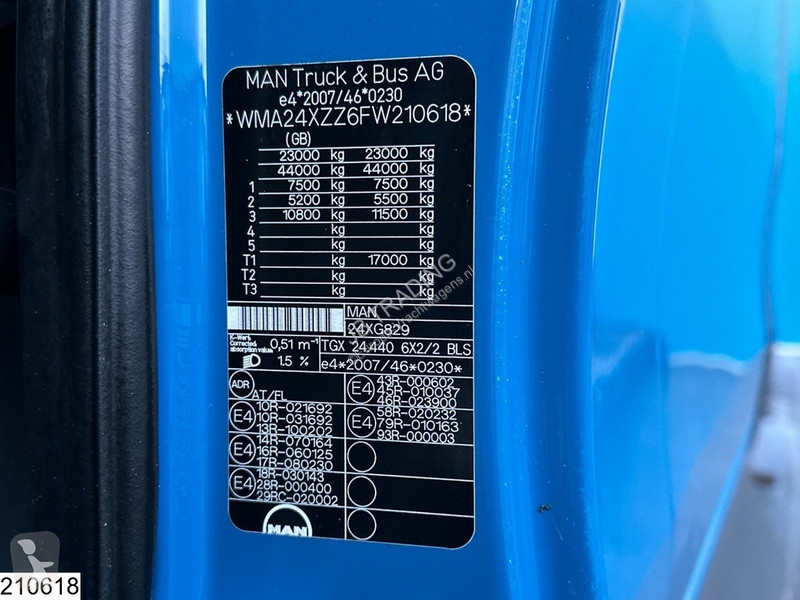 MAN Truck & Bus AG
e4*2007/46*0230
*WMA24XZZ6FW210618*
(GB)
23000 kg 23000 kg
44000 kg 44000 kg
1 7500 kg 7500 kg
2 5200 kg 5500 kg
3 10800 kg 11500 kg
4 kg kg
5 kg kg
T1 kg 17000 kg
T2 kg kg
T3 kg kg
MAN
24XG829
K-Wert
Corrected
absorption value
0,51 m⁻¹
1.5 %
TGX 24.440 6X2/2 BLS
e4*2007/46*0230*
ADR
AT/FL
E4
10R-021692
10R-031692
13R-100202
E4
14R-070164
16R-060125
17R-080230
E4
18R-030143
28R-000400
29RC-020002
E4
43R-000602
45R-010037
46R-023900
E4
58R-020232
79R-010163
93R-000003
MAN
TRADING
210618